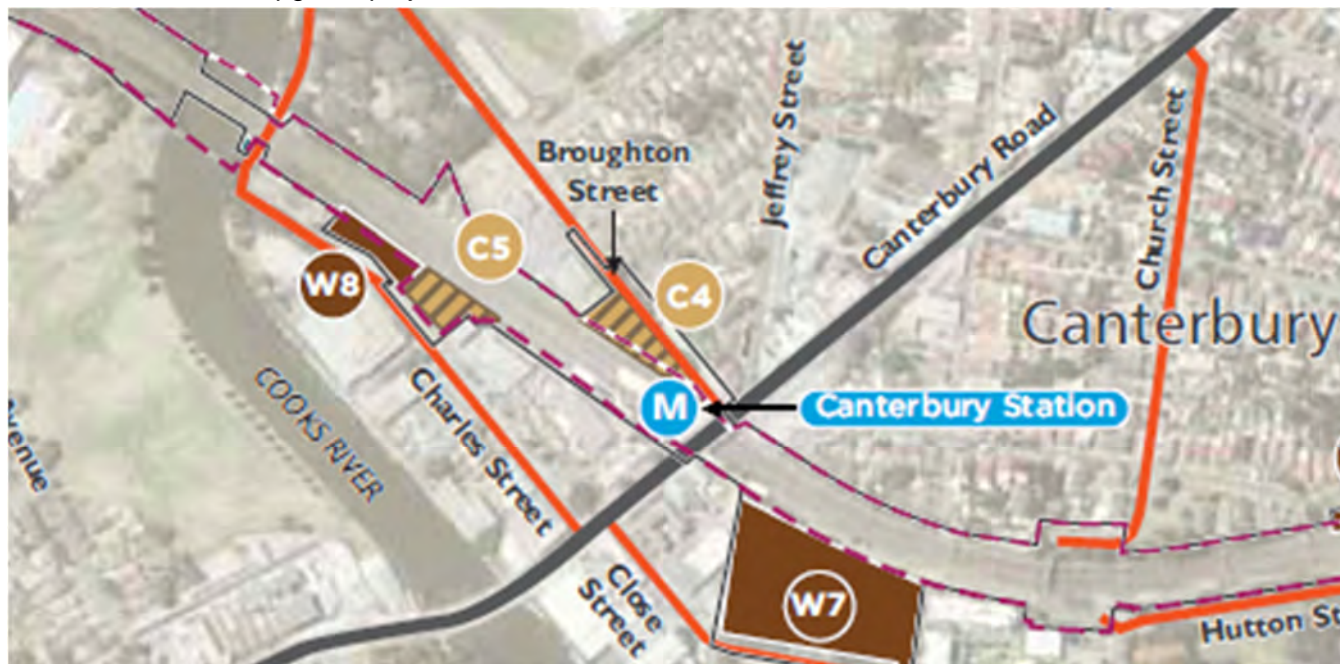 Broughton
Street
Jeffrey Street
Canterbury Road
Church Street
C5
C4
W8
Canterbury
M
Canterbury Station
COOKS RIVER
Charles Street
Close
Street
W7
Hutton St